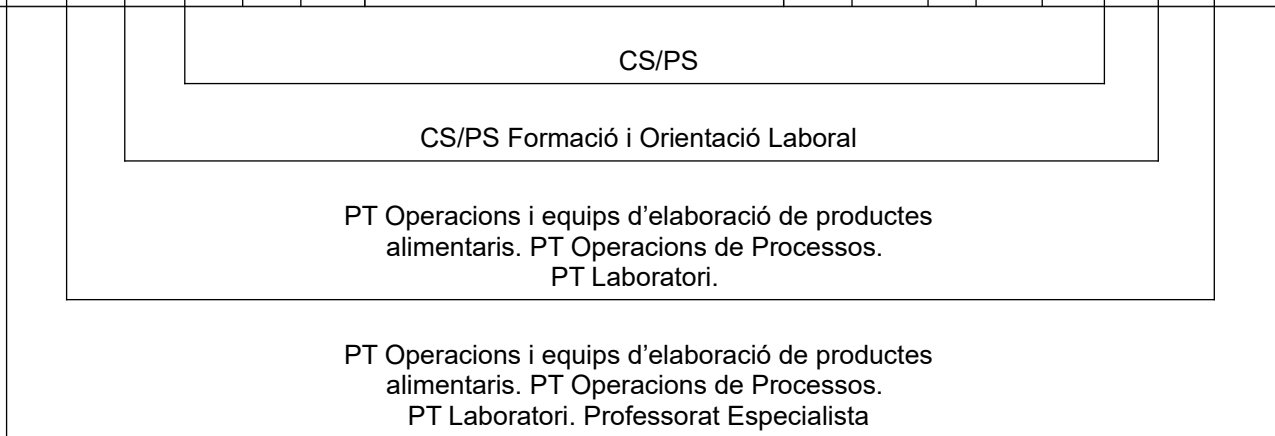 CS/PS
CS/PS Formació i Orientació Laboral
PT Operacions i equips d’elaboració de productes
alimentaris. PT Operacions de Processos.
PT Laboratori.
PT Operacions i equips d’elaboració de productes
alimentaris. PT Operacions de Processos.
PT Laboratori. Professorat Especialista